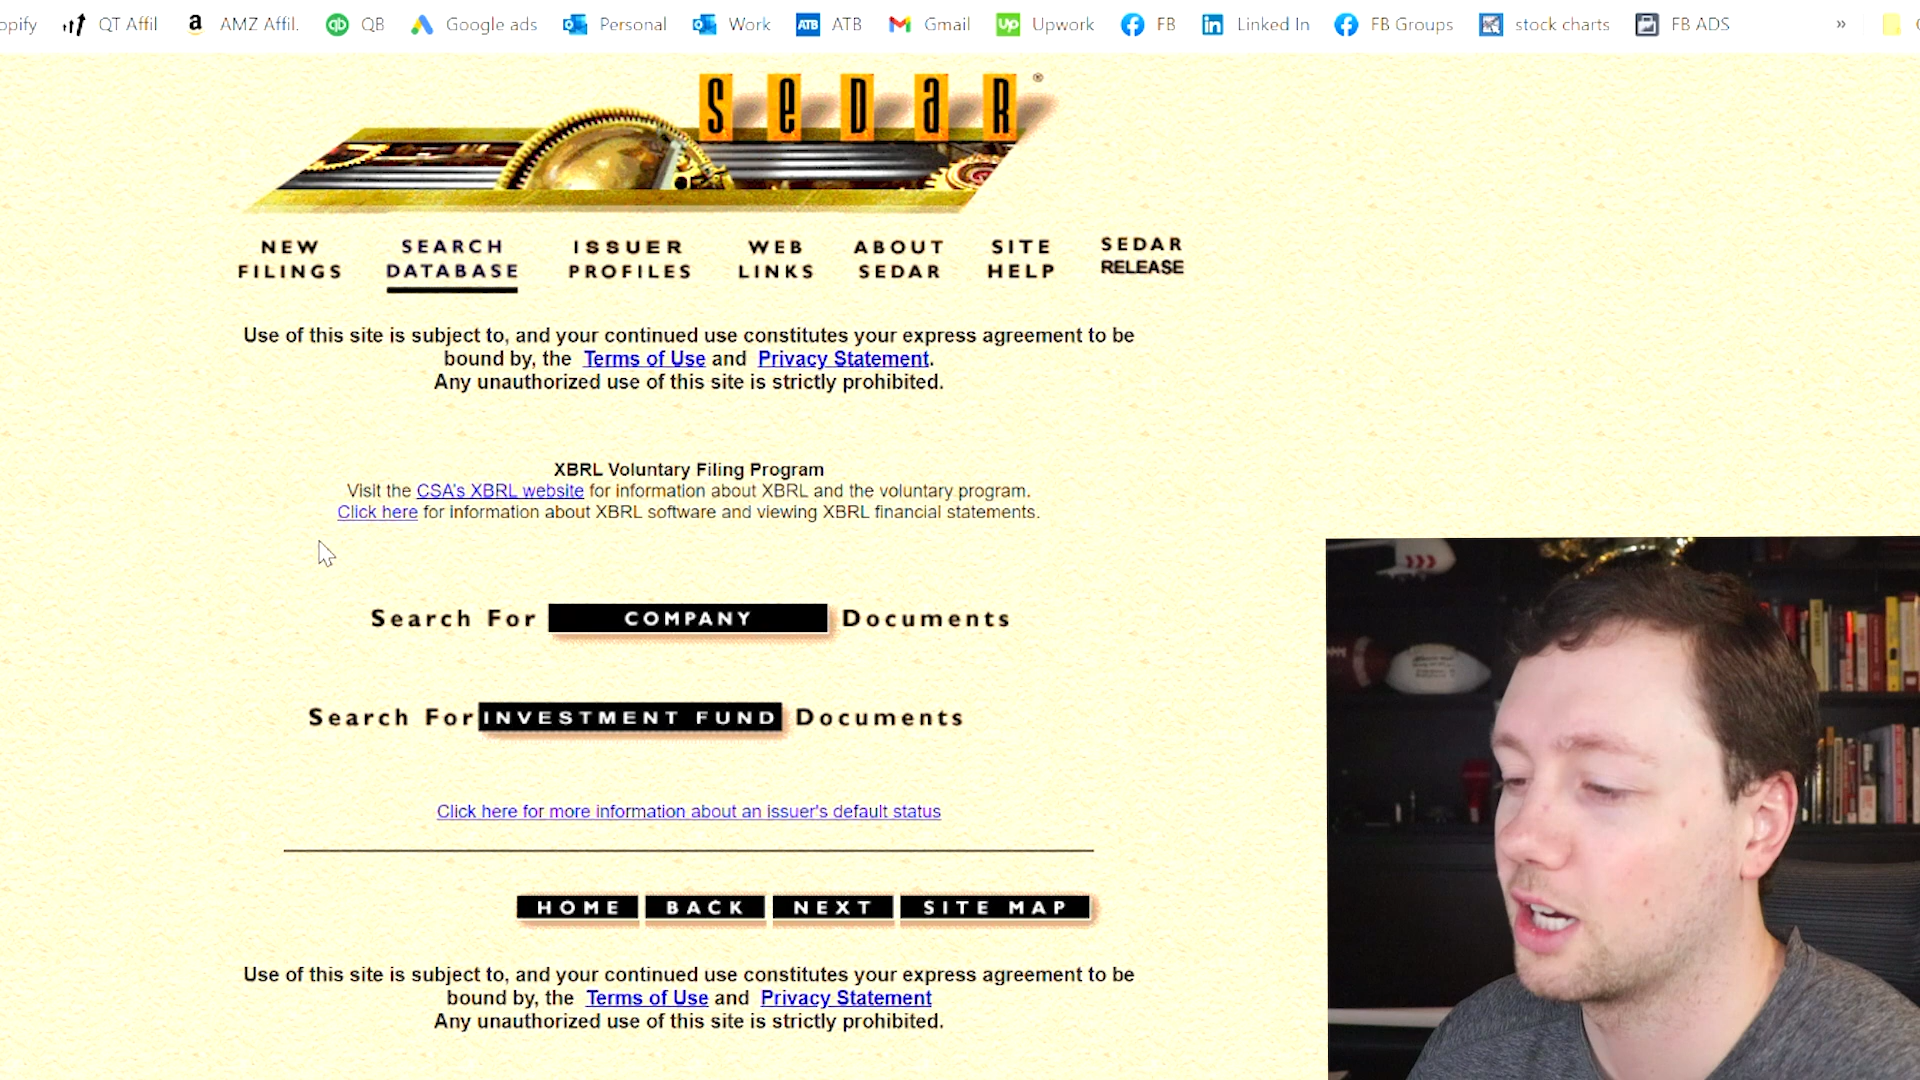 opify QT Affil AMZ Affil. QB Google ads Personal Work ATB ATB Gmail Up Upwork FB in Linked In FB Groups stock charts FB ADS »
SEDAR ®
NEW FILINGS
SEARCH DATABASE
ISSUER PROFILES
WEB LINKS
ABOUT SEDAR
SITE HELP
SEDAR RELEASE
Use of this site is subject to, and your continued use constitutes your express agreement to be
bound by, the Terms of Use and Privacy Statement.
Any unauthorized use of this site is strictly prohibited.
XBRL Voluntary Filing Program
Visit the CSA's XBRL website for information about XBRL and the voluntary program.
Click here for information about XBRL software and viewing XBRL financial statements.
Search For COMPANY Documents
Search For INVESTMENT FUND Documents
Click here for more information about an issuer's default status
HOME BACK NEXT SITE MAP
Use of this site is subject to, and your continued use constitutes your express agreement to be
bound by, the Terms of Use and Privacy Statement
Any unauthorized use of this site is strictly prohibited.